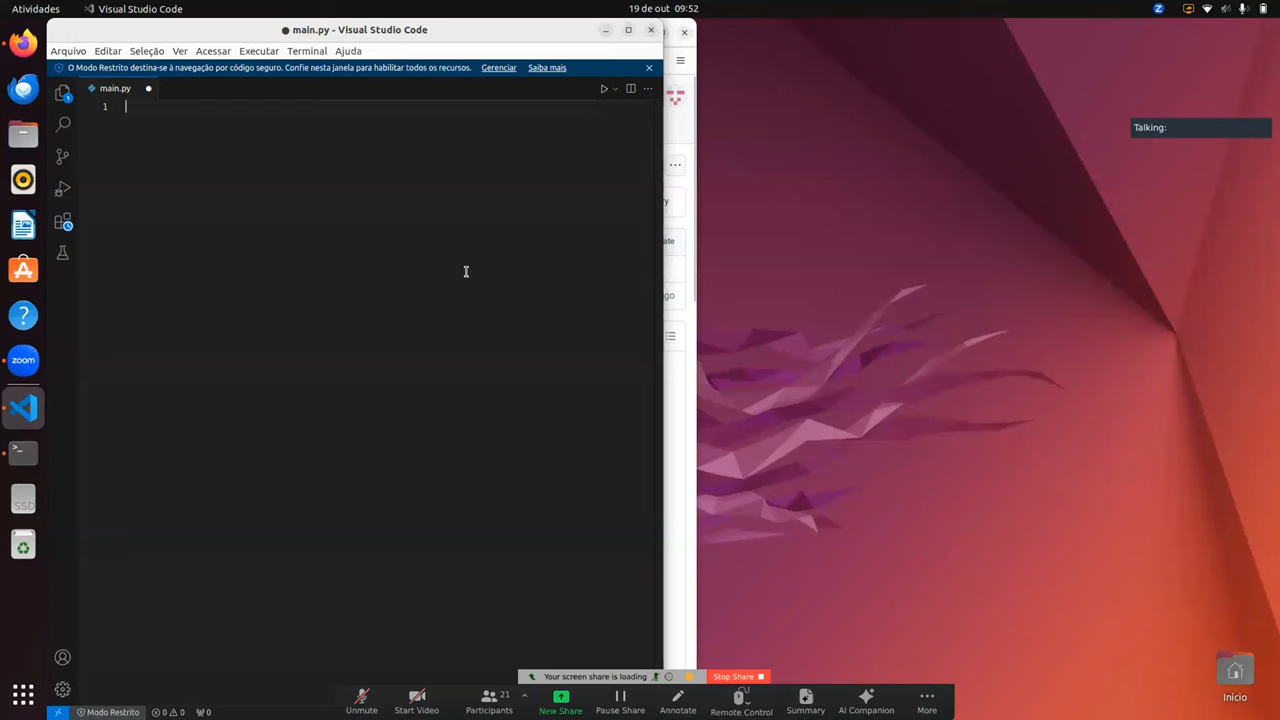 Atividades
Visual Studio Code
19 de out 09:52
Z
● main.py - Visual Studio Code
Arquivo Editar Seleção Ver Acessar Executar Terminal Ajuda
O Modo Restrito destina-se à navegação por código seguro. Confie nesta janela para habilitar todos os recursos. Gerenciar Saiba mais
main.py
1
1
Talking:
y
ate
go
zoom
SSD
Your screen share is loading
Stop Share
21
Unmute
Start Video
Participants
New Share
Pause Share
Annotate
Remote Control
Summary
AI Companion
More
Início
Modo Restrito
0 0
0